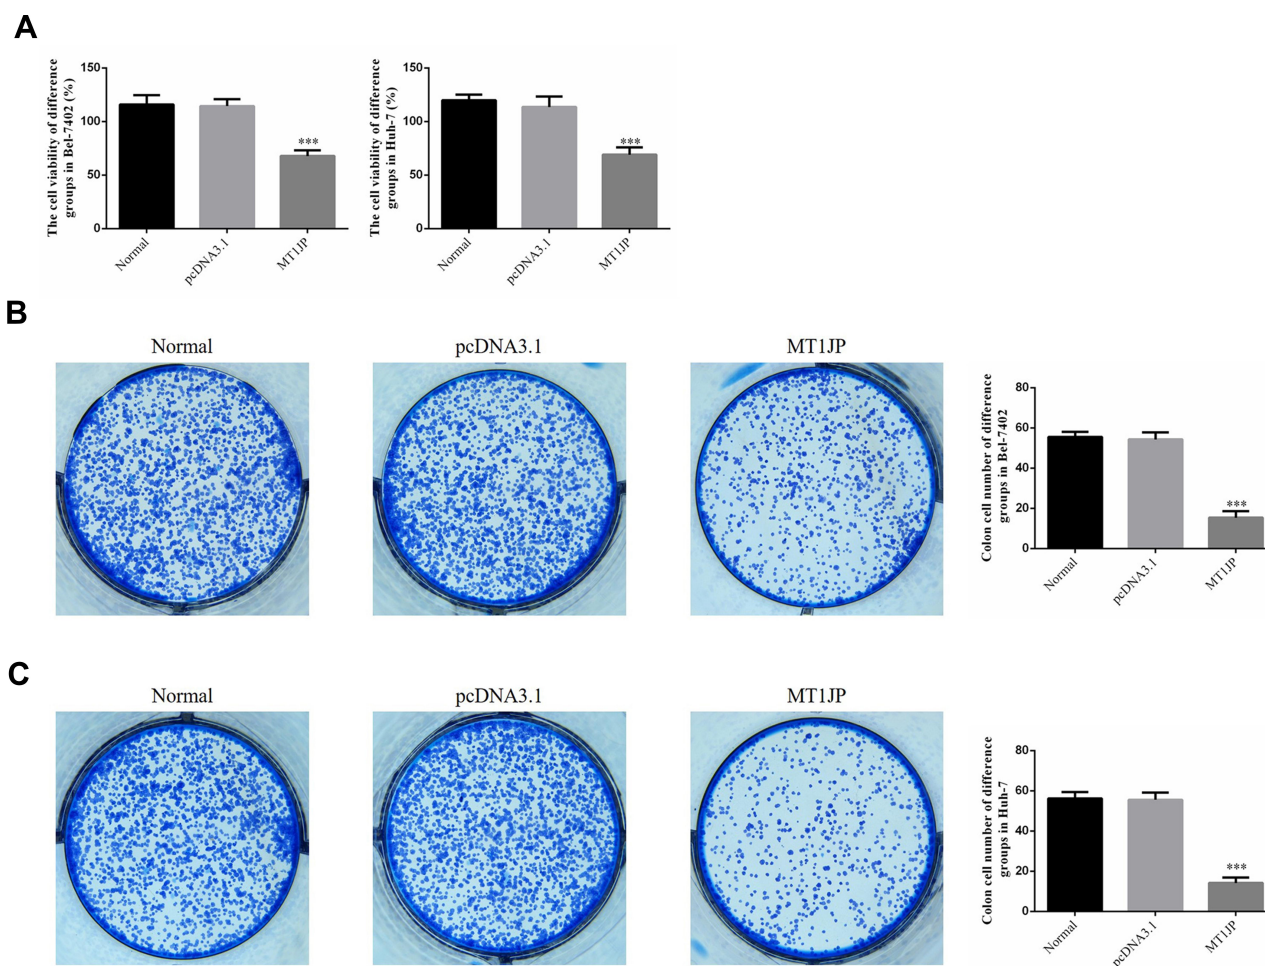 A
The cell viability of difference
groups in Bel-7402 (%)
150
100
50
0
***
Normal
pcDNA3.1
MT1JP
The cell viability of difference
groups in Huh-7 (%)
150
100
50
0
***
Normal
pcDNA3.1
MT1JP
B
Normal
pcDNA3.1
MT1JP
Colon cell number of difference
groups in Bel-7402
80
60
40
20
0
***
Normal
pcDNA3.1
MT1JP
C
Normal
pcDNA3.1
MT1JP
Colon cell number of difference
groups in Huh-7
80
60
40
20
0
***
Normal
pcDNA3.1
MT1JP